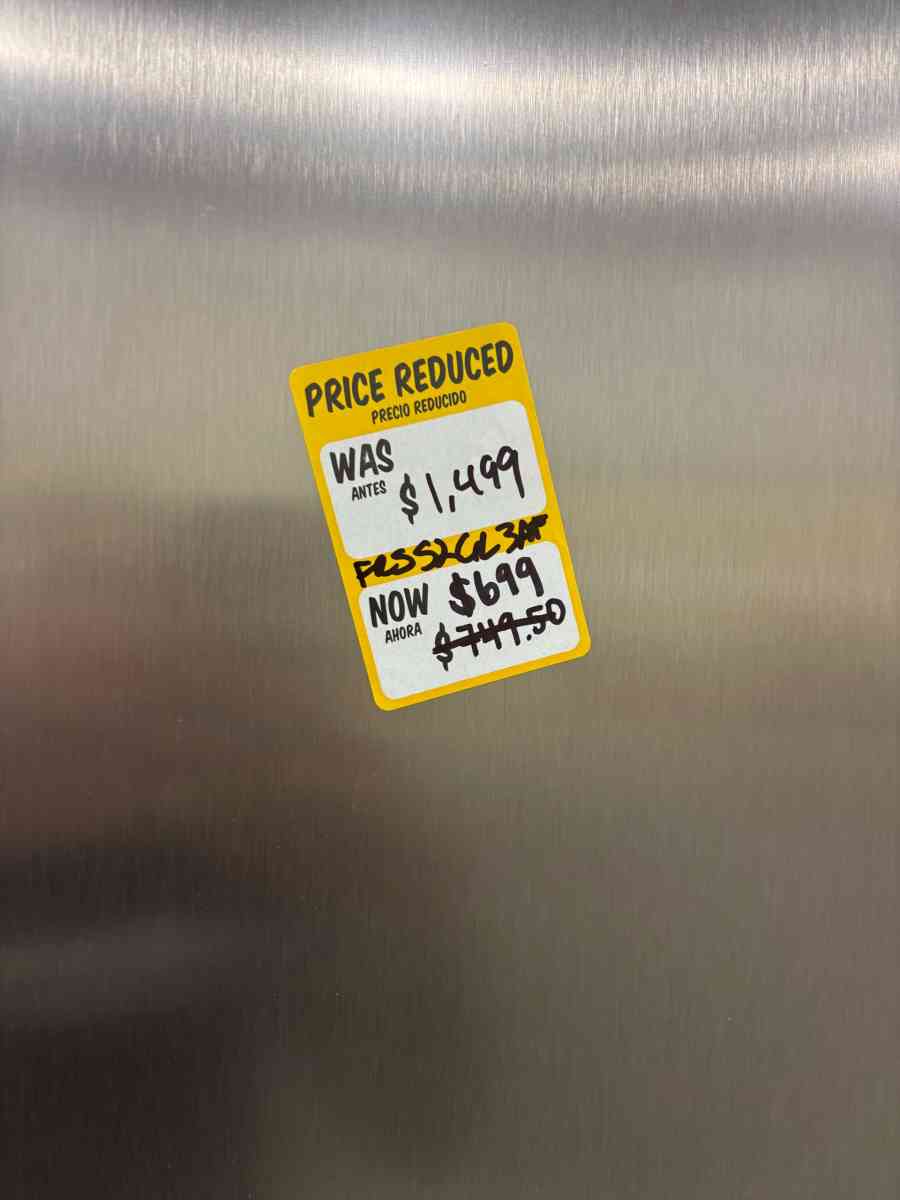 PRICE REDUCED
PRECIO REDUCIDO
WAS
ANTES
$1,499
NOW
AHORA
$699
$749.50